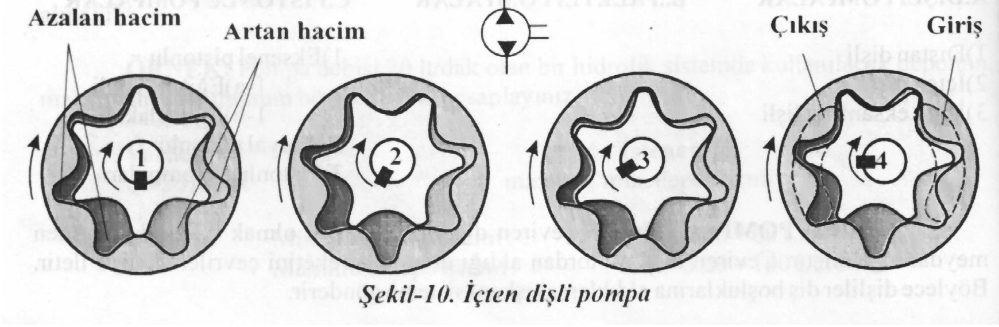 Azalan hacim
Artan hacim
Çıkış
Giriş
1
2
3
4
Şekil-10. İçten dişli pompa